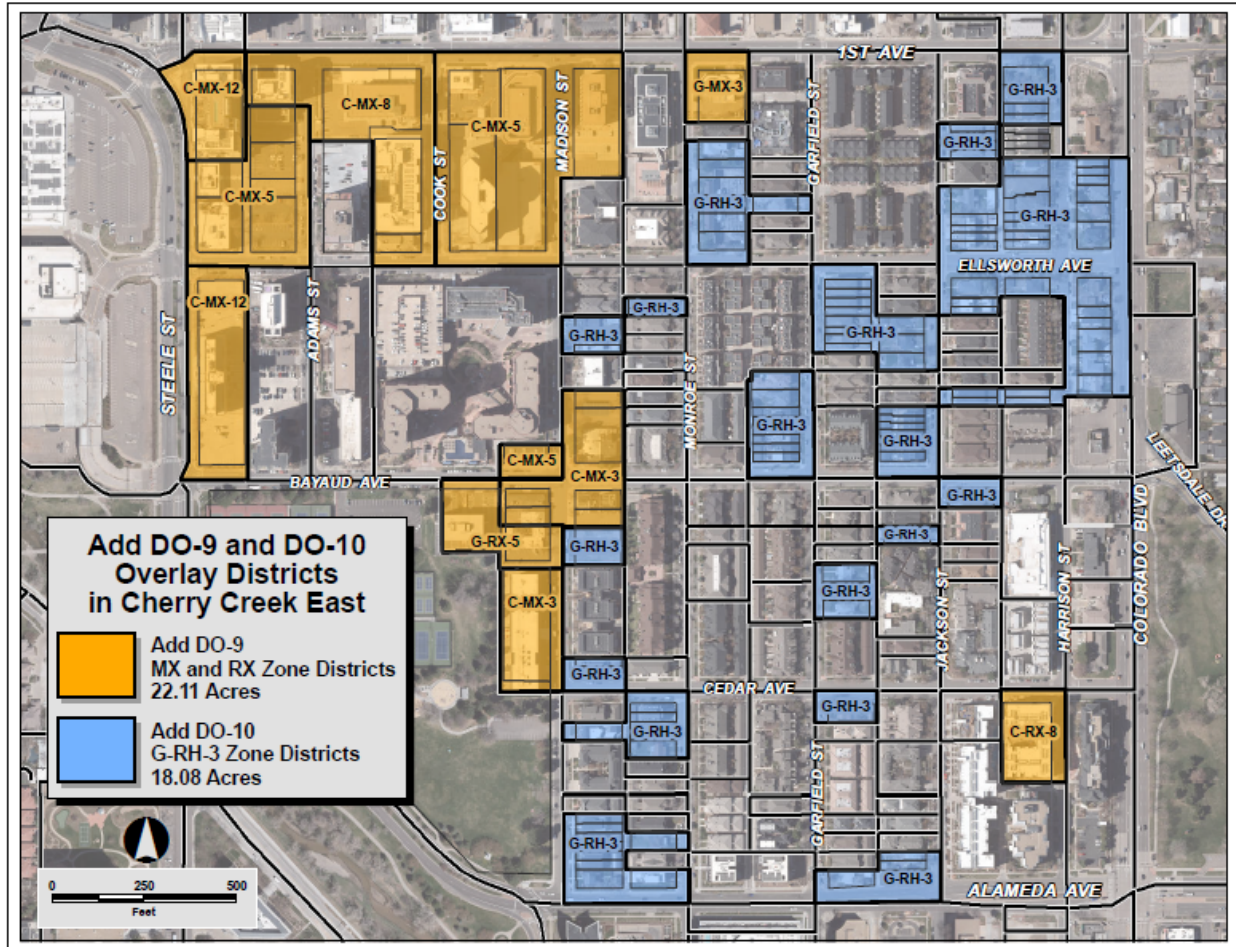 1ST AVE
C-MX-12
C-MX-8
C-MX-5
MADISON ST
G-MX-3
GARFIELD ST
G-RH-3
G-RH-3
C-MX-5
COOK ST
G-RH-3
G-RH-3
ELLSWORTH AVE
C-MX-12
ADAMS ST
STEELE ST
G-RH-3
G-RH-3
G-RH-3
MONROE ST
G-RH-3
G-RH-3
C-MX-5
C-MX-3
BAYAUD AVE
LEETSDALE DR
G-RH-3
G-RX-5
G-RH-3
G-RH-3
COLORADO BLVD
C-MX-3
G-RH-3
JACKSON ST
HARRISON ST
G-RH-3
CEDAR AVE
G-RH-3
G-RH-3
C-RX-8
GARFIELD ST
G-RH-3
G-RH-3
ALAMEDA AVE
Add DO-9 and DO-10
Overlay Districts
in Cherry Creek East
Add DO-9
MX and RX Zone Districts
22.11 Acres
Add DO-10
G-RH-3 Zone Districts
18.08 Acres
0 250 500
Feet